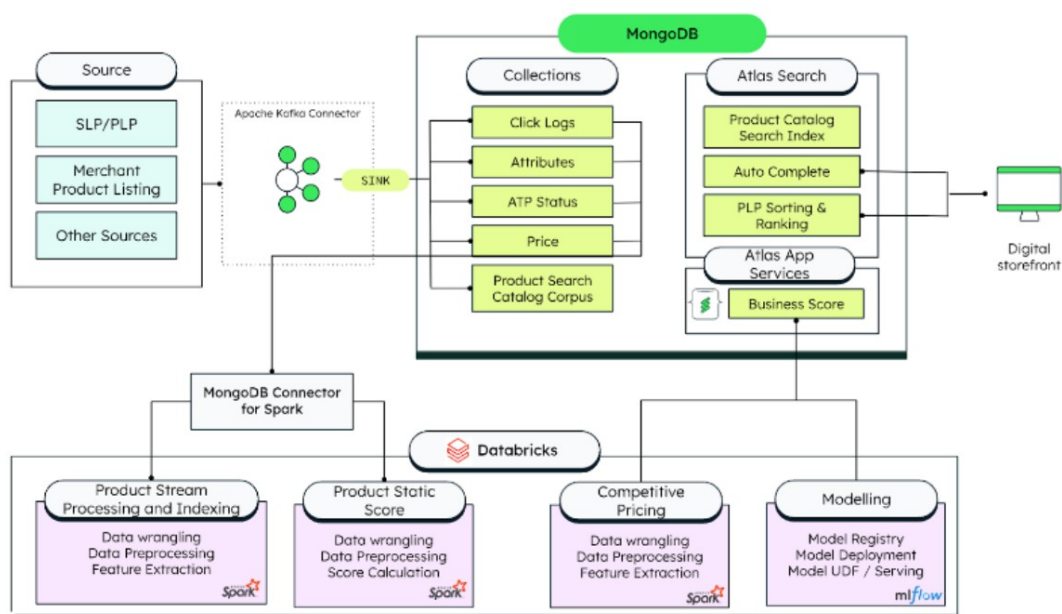 MongoDB
Source
SLP/PLP
Merchant
Product Listing
Other Sources
Apache Kafka Connector
SINK
Collections
Click Logs
Attributes
ATP Status
Price
Product Search
Catalog Corpus
Atlas Search
Product Catalog
Search Index
Auto Complete
PLP Sorting &
Ranking
Atlas App
Services
Business Score
Digital
storefront
MongoDB Connector
for Spark
Databricks
Product Stream
Processing and Indexing
Data wrangling
Data Preprocessing
Feature Extraction
Spark
Product Static
Score
Data wrangling
Data Preprocessing
Score Calculation
Spark
Competitive
Pricing
Data wrangling
Data Preprocessing
Feature Extraction
Spark
Modelling
Model Registry
Model Deployment
Model UDF / Serving
mlflow